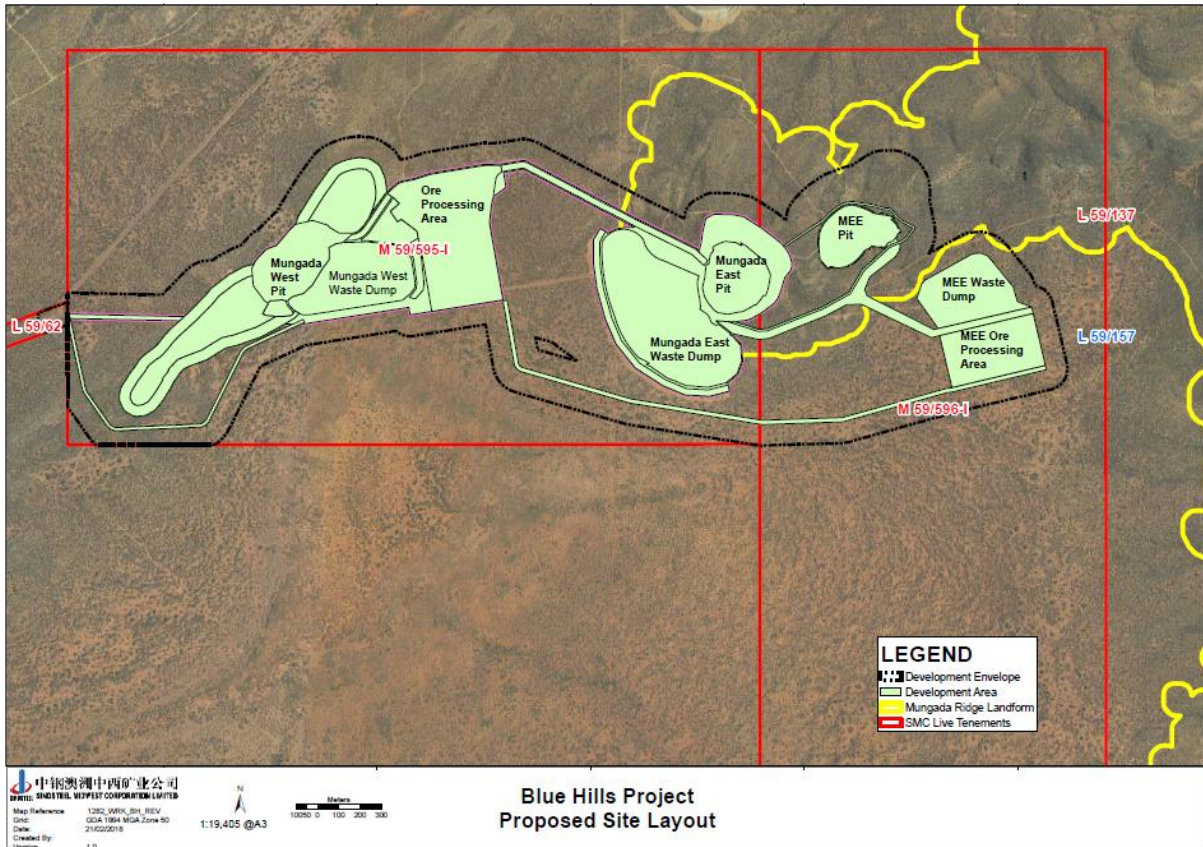 Ore
Processing
Area
L 59/137
MEE
Pit
M 59/595-I
Mungada
West
Pit
Mungada West
Waste Dump
Mungada
East
Pit
MEE Waste
Dump
L 59/62
L 59/157
Mungada East
Waste Dump
MEE Ore
Processing
Area
M 59/596-I
LEGEND
Development Envelope
Development Area
Mungada Ridge Landform
SMC Live Tenements
中钢澳洲中西矿业公司
SINOSTEEL MIDWEST CORPORATION LIMITED
Map Reference 1282_WRK_BH_REV
Grid: GDA 1994 MGA Zone 50
Date: 21/02/2018
Created By:
Version 1.0
N
1:19,405 @A3
Meters
10050 0 100 200 300
Blue Hills Project
Proposed Site Layout